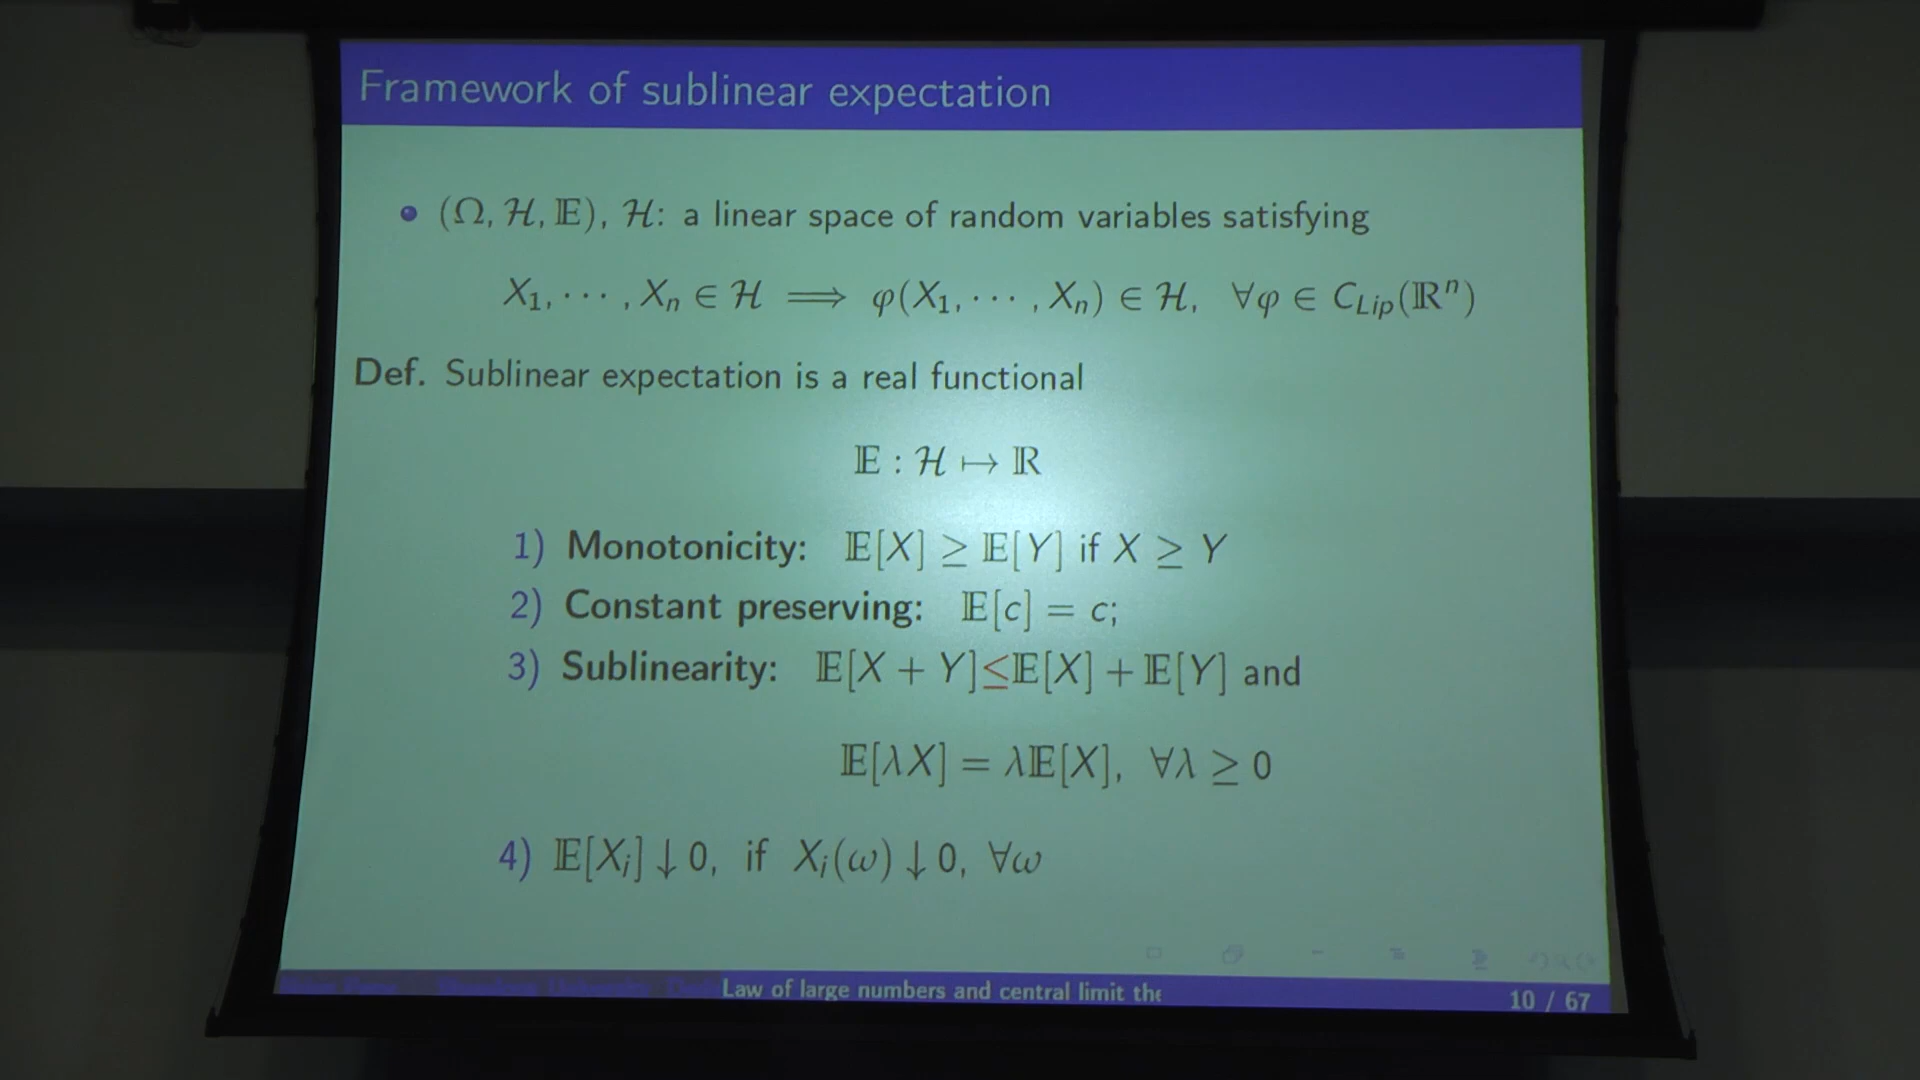 Framework of sublinear expectation
(Ω, ℋ, 𝔼), ℋ: a linear space of random variables satisfying
X₁, ⋯ , Xₙ ∈ ℋ ⟹ φ(X₁, ⋯ , Xₙ) ∈ ℋ, ∀φ ∈ C_Lip(ℝⁿ)
Def. Sublinear expectation is a real functional
𝔼 : ℋ ↦ ℝ
1) Monotonicity: 𝔼[X] ≥ 𝔼[Y] if X ≥ Y
2) Constant preserving: 𝔼[c] = c;
3) Sublinearity: 𝔼[X + Y]≤𝔼[X] + 𝔼[Y] and
𝔼[λX] = λ𝔼[X], ∀λ ≥ 0
4) 𝔼[Xᵢ] ↓ 0, if Xᵢ(ω) ↓ 0, ∀ω
Law of large numbers and central limit the
10 / 67